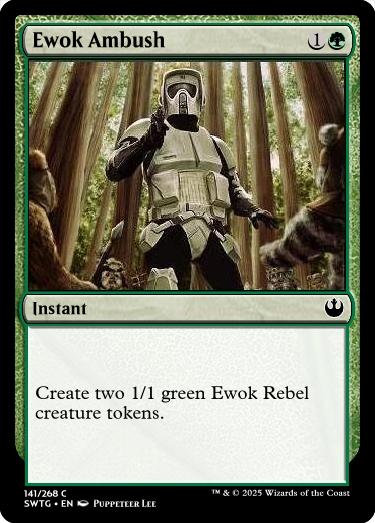 Ewok Ambush 1
Instant
Create two 1/1 green Ewok Rebel
creature tokens.
141/268 C
SWTG • EN Puppeteer Lee
™ & © 2025 Wizards of the Coast